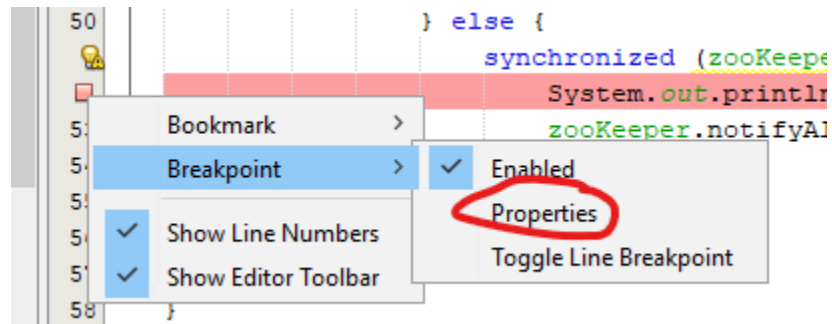 50 } else {
synchronized (zooKeepe
System.out.println
zooKeeper.notifyAl
Bookmark >
Breakpoint >
Show Line Numbers
Show Editor Toolbar
Enabled
Properties
Toggle Line Breakpoint
58 }